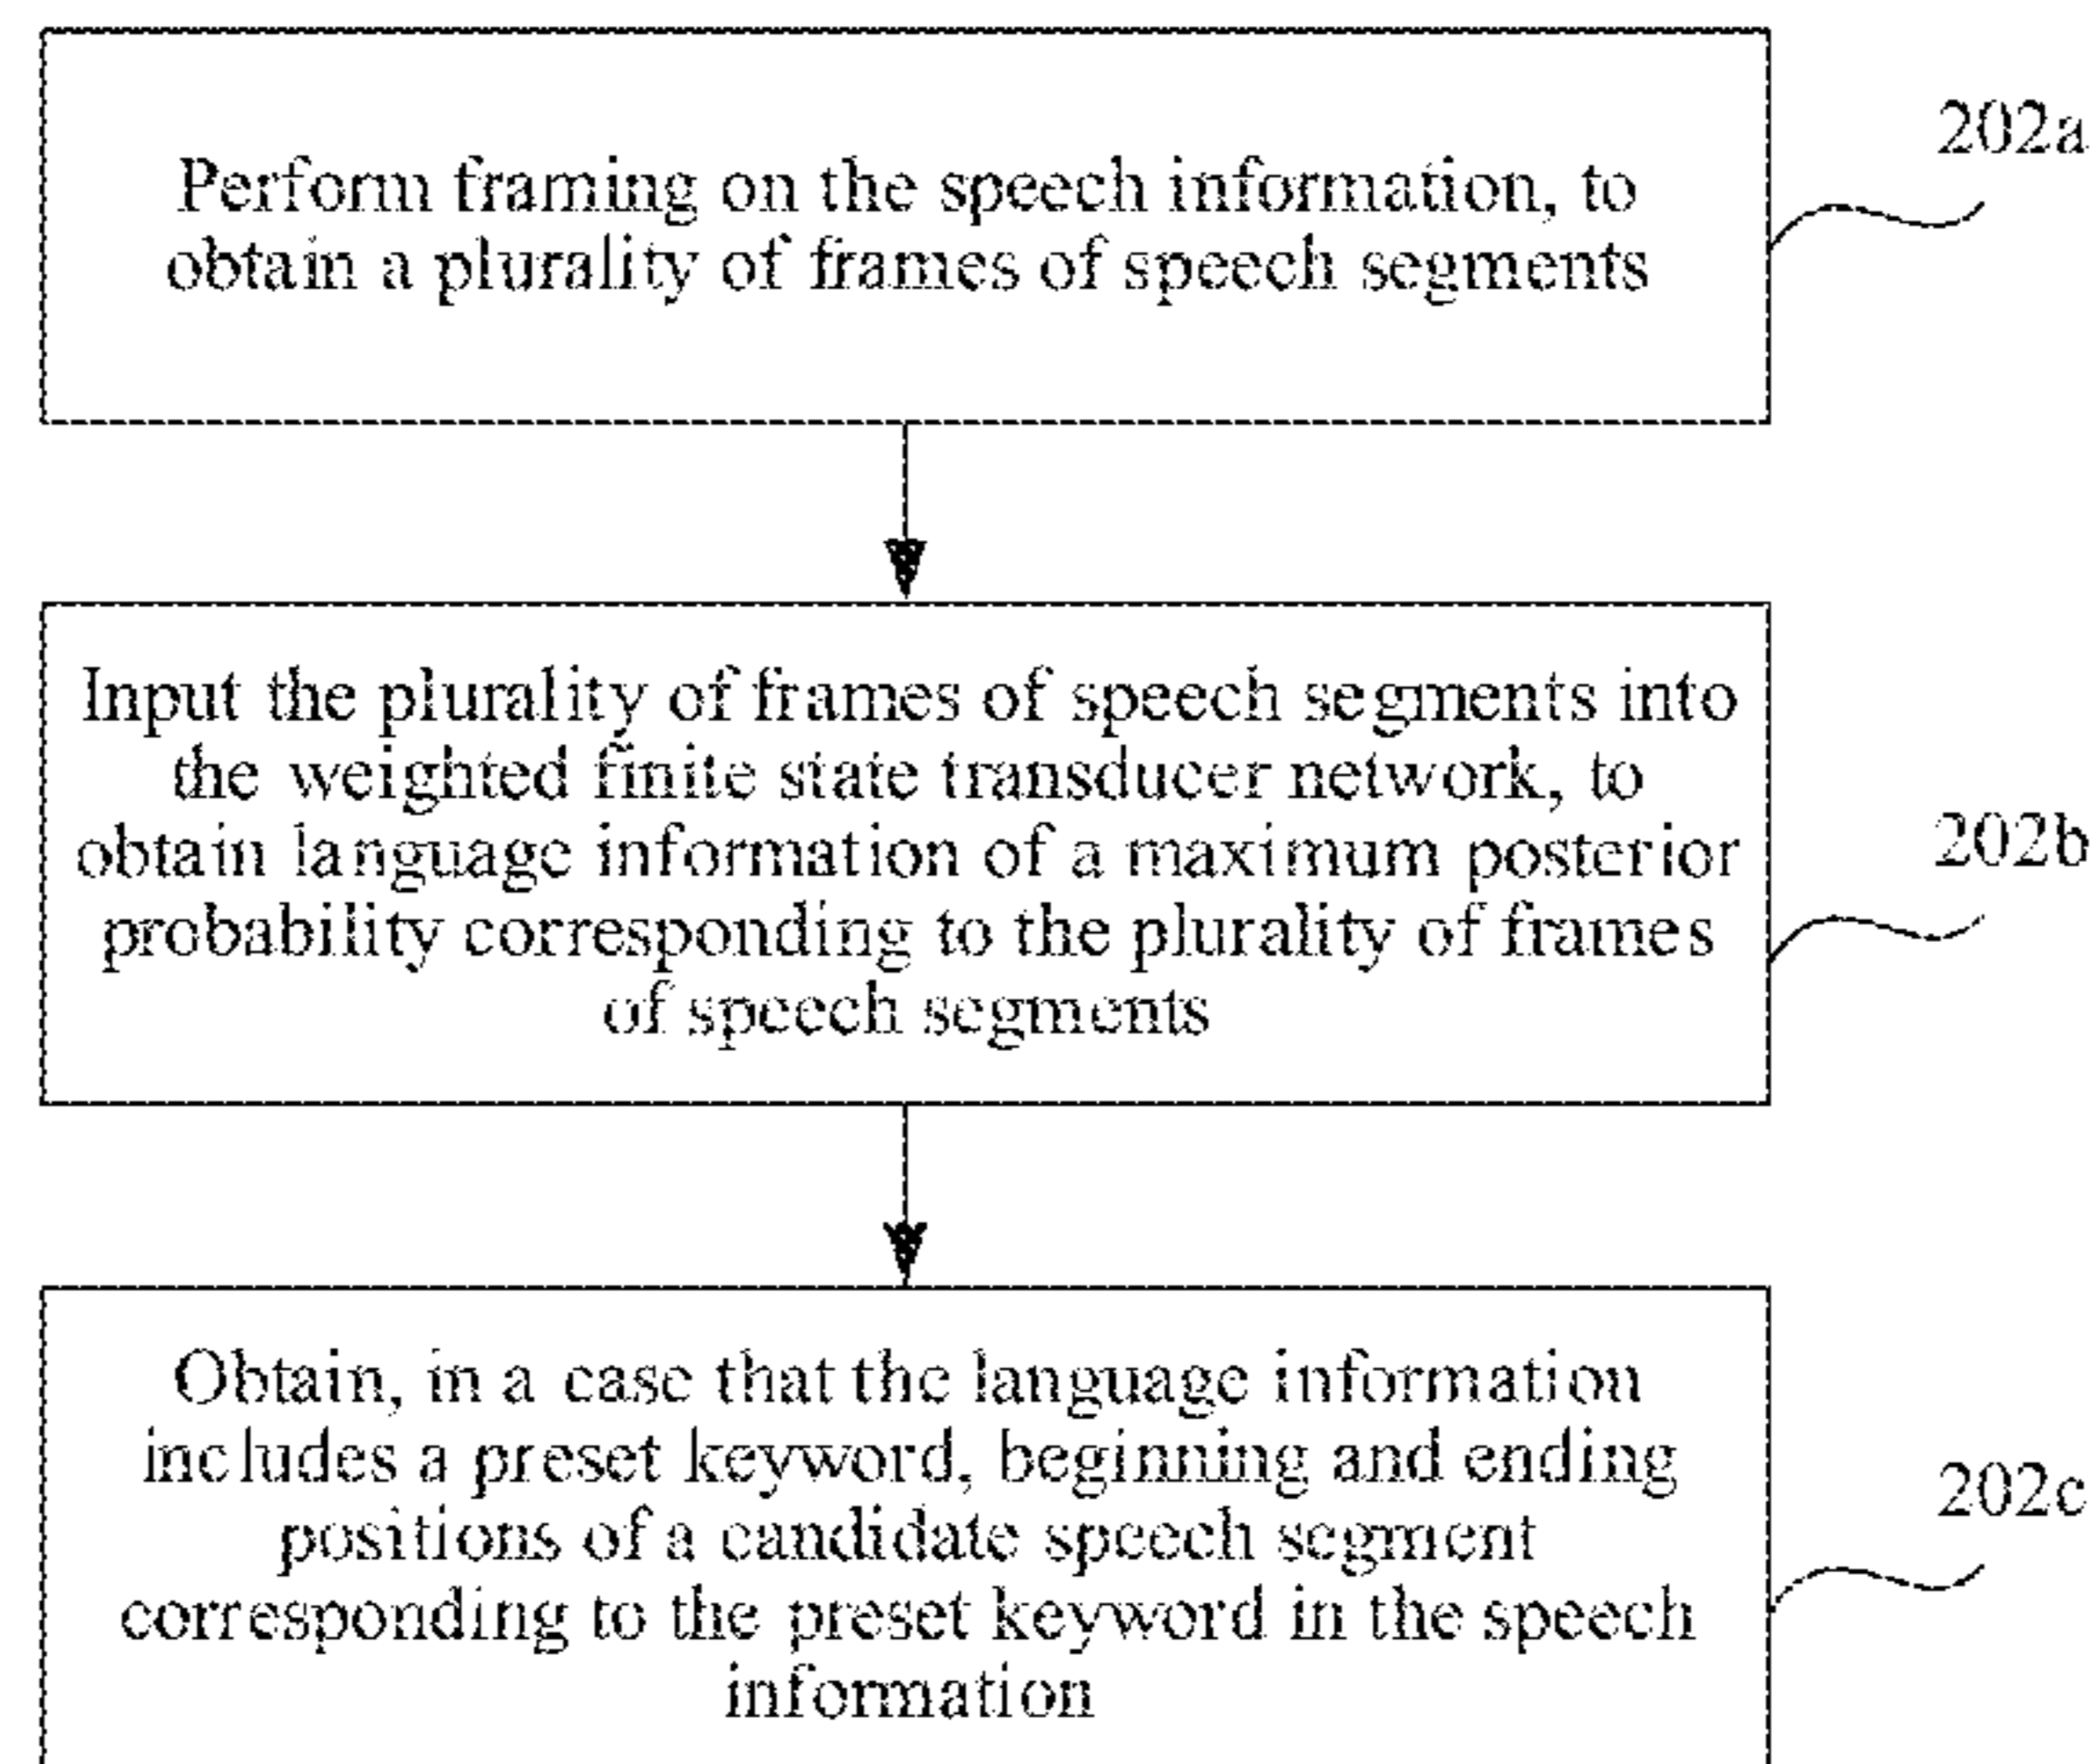 Perform framing on the speech information, to
obtain a plurality of frames of speech segments
202a
Input the plurality of frames of speech segments into
the weighted finite state transducer network, to
obtain language information of a maximum posterior
probability corresponding to the plurality of frames
of speech segments
202b
Obtain, in a case that the language information
includes a preset keyword, beginning and ending
positions of a candidate speech segment
corresponding to the preset keyword in the speech
information
202c